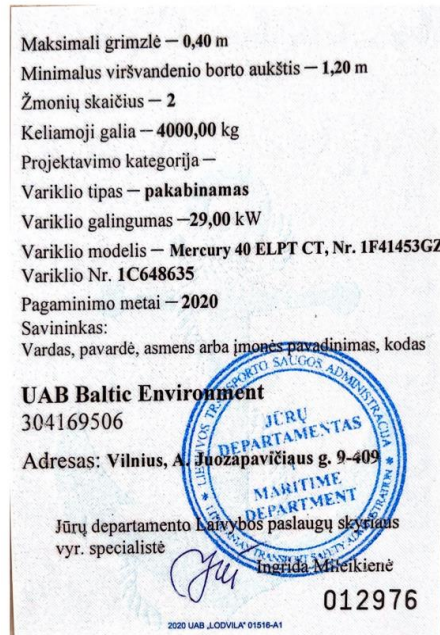 Maksimali grimzlė – 0,40 m
Minimalus viršvandenio borto aukštis – 1,20 m
Žmonių skaičius – 2
Keliamoji galia – 4000,00 kg
Projektavimo kategorija –
Variklio tipas – pakabinamas
Variklio galingumas –29,00 kW
Variklio modelis – Mercury 40 ELPT CT, Nr. 1F41453GZ
Variklio Nr. 1C648635
Pagaminimo metai – 2020
Savininkas:
Vardas, pavardė, asmens arba įmonės pavadinimas, kodas
UAB Baltic Environment
304169506
Adresas: Vilnius, A. Juozapavičiaus g. 9-409
LIETUVOS TRANSPORTO SAUGOS ADMINISTRACIJA
JŪRŲ
DEPARTAMENTAS
MARITIME
DEPARTMENT
LITHUANIAN TRANSPORT SAFETY ADMINISTRATION
Jūrų departamento Laivybos paslaugų skyriaus
vyr. specialistė
Ingrida Mileikienė
012976
2020 UAB „LODVILA" 01516-A1